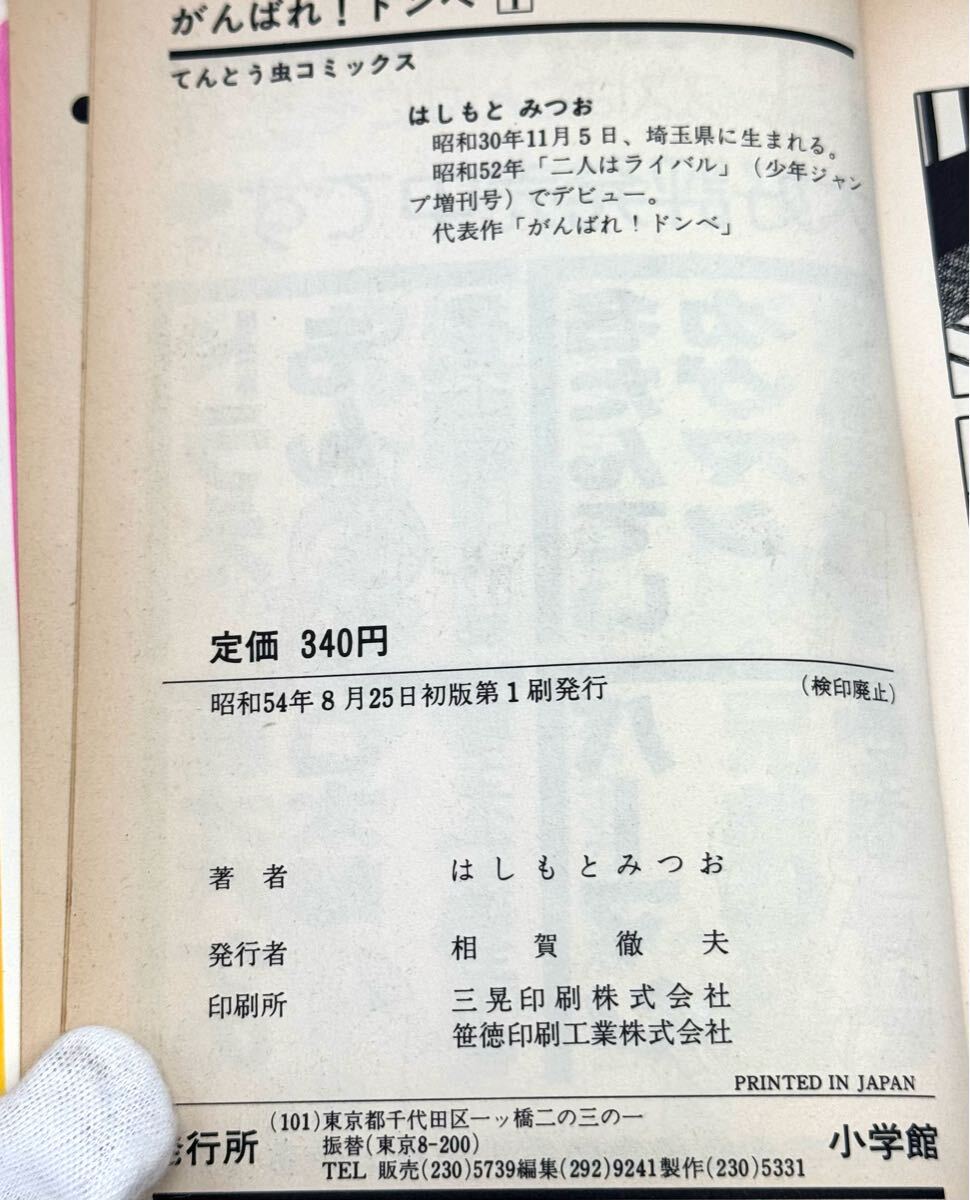 がんばれ！ドンベ 1
てんとう虫コミックス
はしもと みつお
昭和30年11月5日、埼玉県に生まれる。
昭和52年「二人はライバル」（少年ジャン
プ増刊号）でデビュー。
代表作「がんばれ！ドンベ」
定価 340円
昭和54年8月25日初版第1刷発行 (検印廃止)
著者 はしもとみつお
発行者 相賀徹夫
印刷所 三晃印刷株式会社
笹徳印刷工業株式会社
PRINTED IN JAPAN
発行所 (101)東京都千代田区一ッ橋二の三の一 小学館
振替(東京8-200)
TEL 販売(230)5739編集(292)9241製作(230)5331